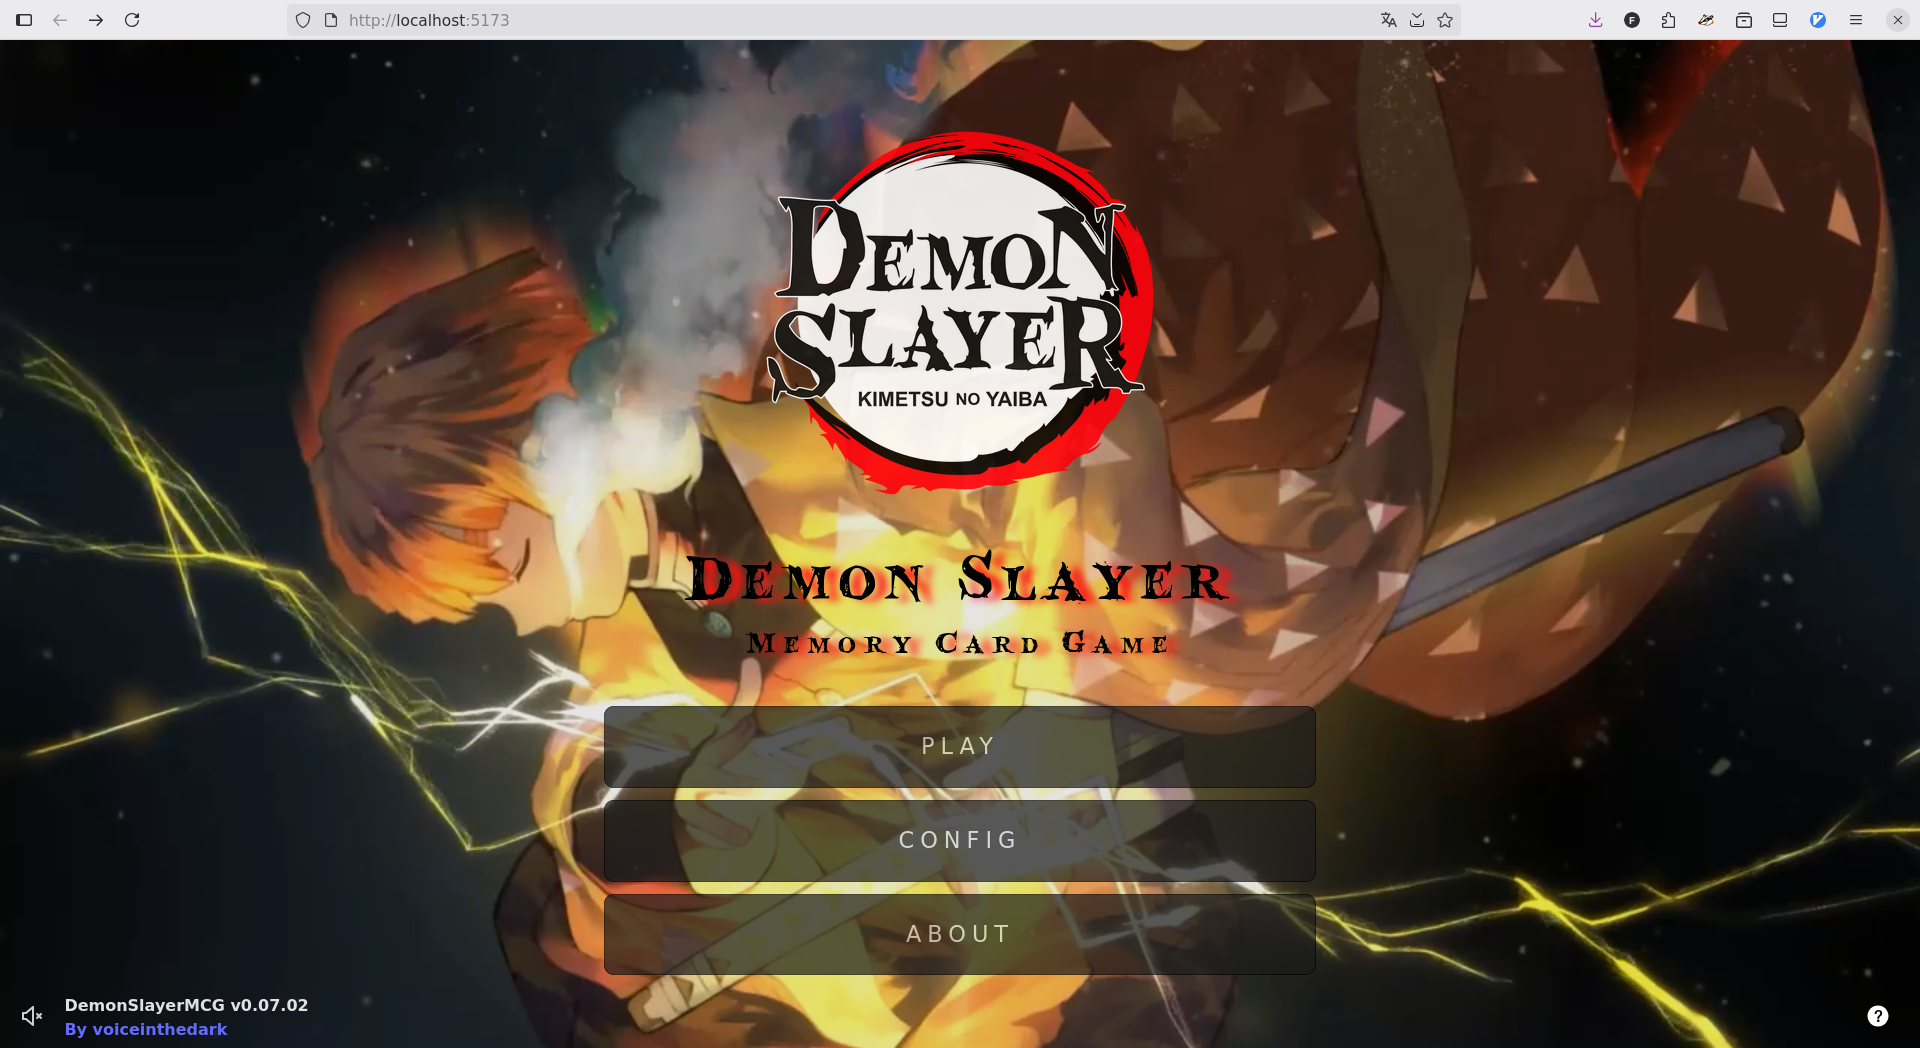 http://localhost:5173
DEMON
SLAYER
KIMETSU NO YAIBA
DEMON SLAYER
MEMORY CARD GAME
PLAY
CONFIG
ABOUT
DemonSlayerMCG v0.07.02
By voiceinthedark